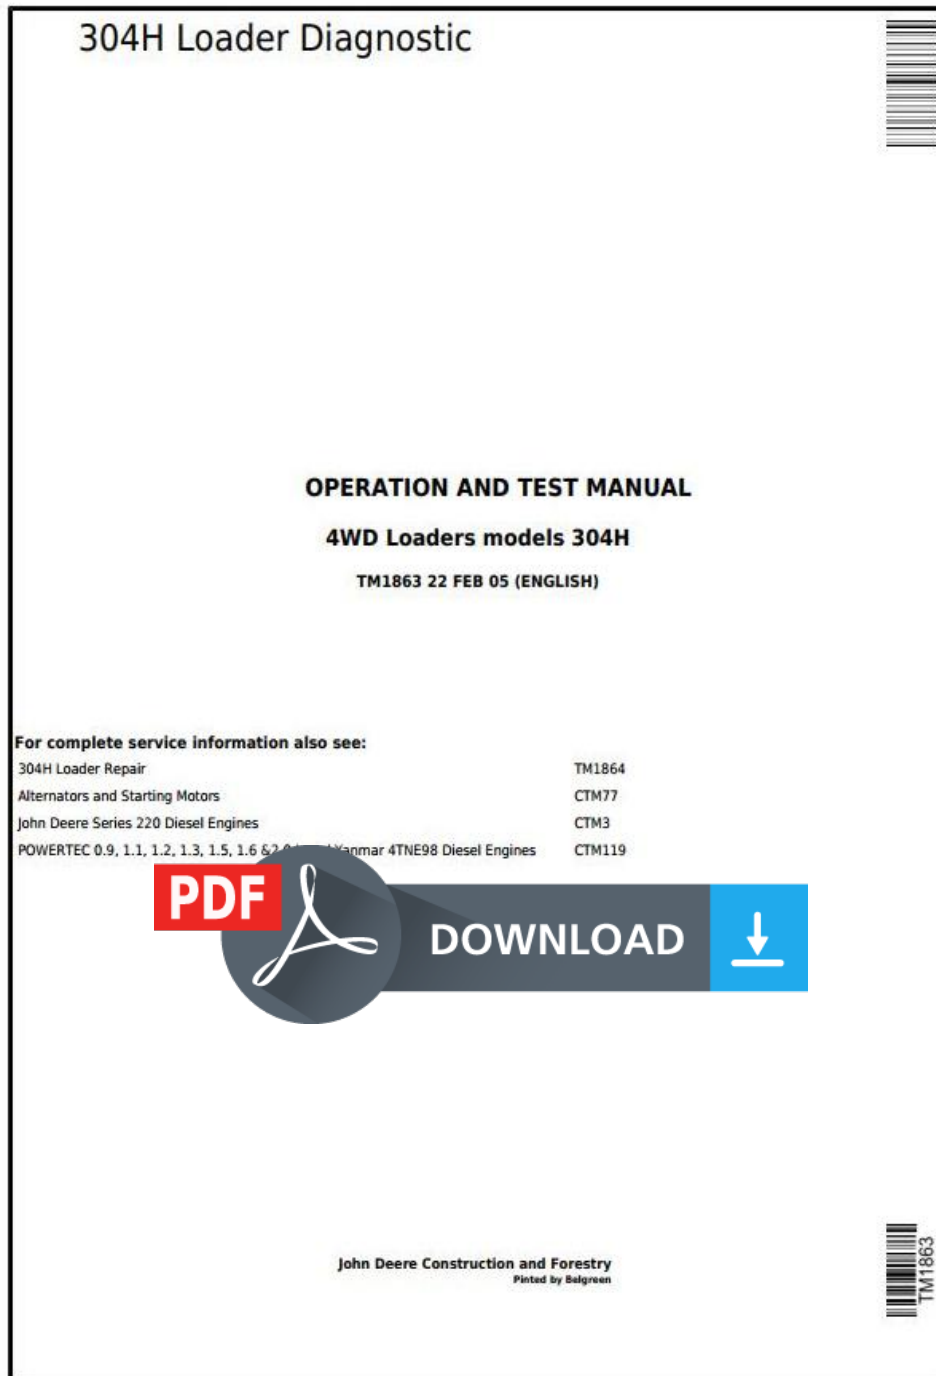 304H Loader Diagnostic
OPERATION AND TEST MANUAL
4WD Loaders models 304H
TM1863 22 FEB 05 (ENGLISH)
For complete service information also see:
304H Loader Repair TM1864
Alternators and Starting Motors CTM77
John Deere Series 220 Diesel Engines CTM3
POWERTEC 0.9, 1.1, 1.2, 1.3, 1.5, 1.6 & Yanmar 4TNE98 Diesel Engines CTM119
PDF
DOWNLOAD
John Deere Construction and Forestry
Pinted by Belgreen
TM1863